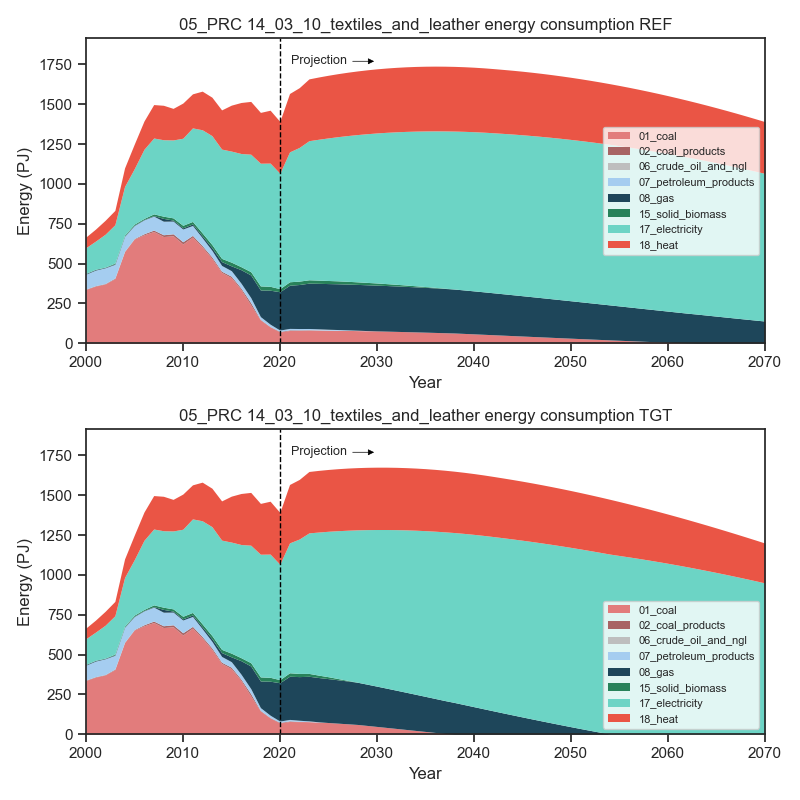 05_PRC 14_03_10_textiles_and_leather energy consumption REF
Projection
1750
1500
1250
1000
750
500
250
0
Energy (PJ)
01_coal
02_coal_products
06_crude_oil_and_ngl
07_petroleum_products
08_gas
15_solid_biomass
17_electricity
18_heat
2000 2010 2020 2030 2040 2050 2060 2070
Year
05_PRC 14_03_10_textiles_and_leather energy consumption TGT
Projection
1750
1500
1250
1000
750
500
250
0
Energy (PJ)
01_coal
02_coal_products
06_crude_oil_and_ngl
07_petroleum_products
08_gas
15_solid_biomass
17_electricity
18_heat
2000 2010 2020 2030 2040 2050 2060 2070
Year